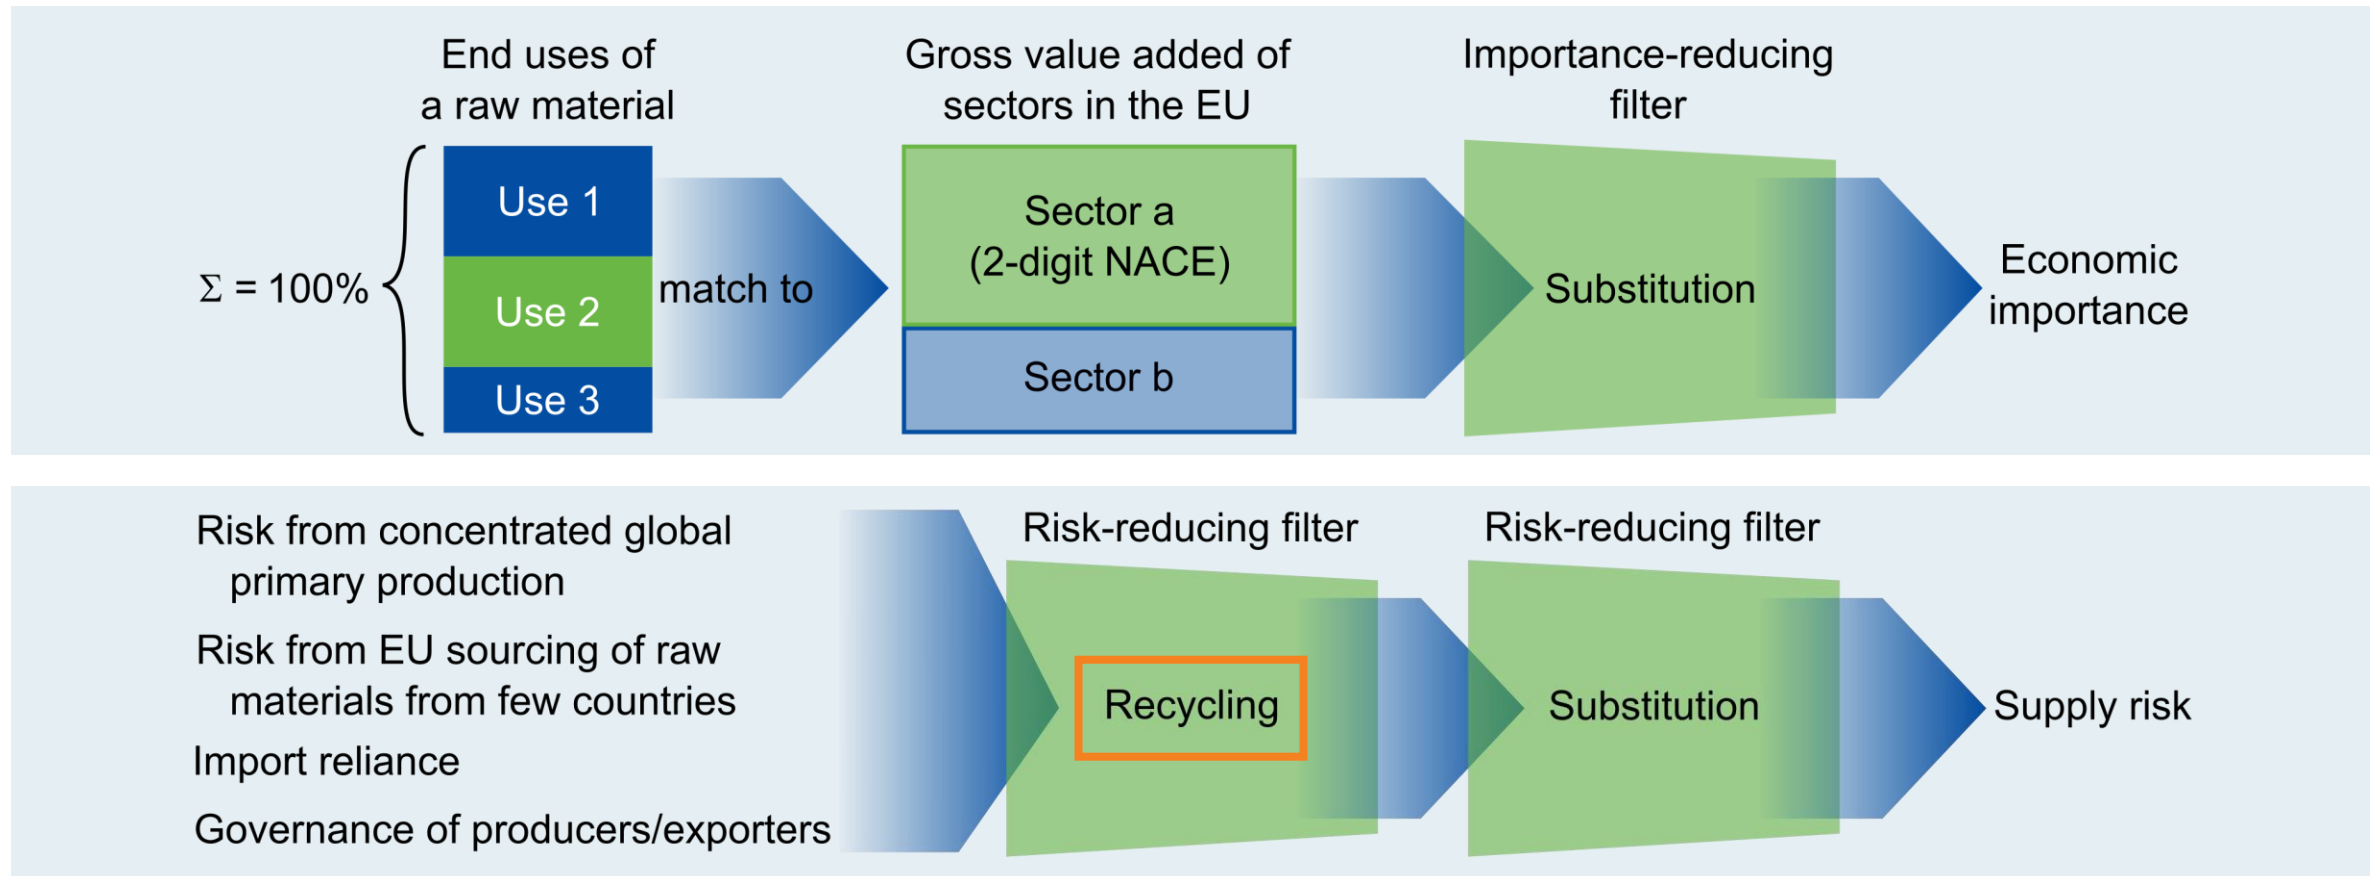 End uses of
a raw material
Gross value added of
sectors in the EU
Importance-reducing
filter
Σ = 100%
Use 1
Use 2
Use 3
match to
Sector a
(2-digit NACE)
Sector b
Substitution
Economic
importance
Risk from concentrated global
primary production
Risk from EU sourcing of raw
materials from few countries
Import reliance
Governance of producers/exporters
Risk-reducing filter
Recycling
Risk-reducing filter
Substitution
Supply risk